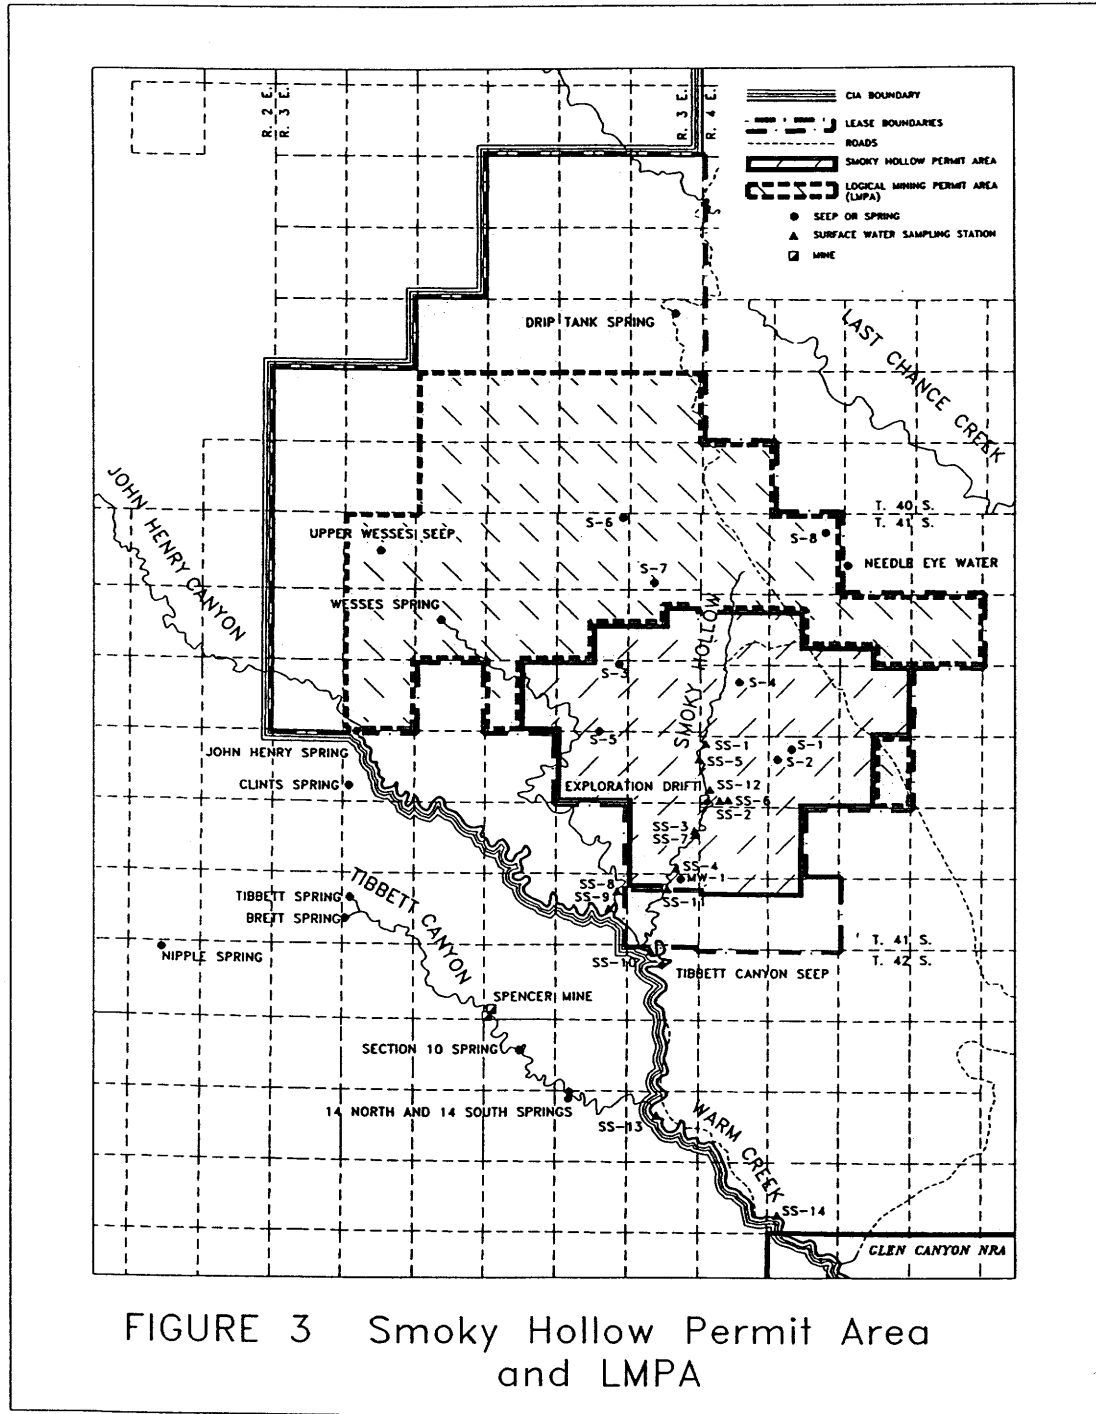 R. 2 E.
R. 3 E.
R. 3 E.
R. 4 E.
CIA BOUNDARY
LEASE BOUNDARIES
ROADS
SMOKY HOLLOW PERMIT AREA
LOGICAL MINING PERMIT AREA
(LMPA)
SEEP OR SPRING
SURFACE WATER SAMPLING STATION
MINE
DRIP TANK SPRING
LAST CHANCE CREEK
JOHN HENRY CANYON
T. 40 S.
T. 41 S.
S-6
UPPER WESSES SEEP
S-8
NEEDLE EYE WATER
S-7
WESSES SPRING
SMOKY HOLLOW
S-3
S-4
S-5
SS-1
S-1
JOHN HENRY SPRING
SS-5
S-2
CLINTS SPRING
EXPLORATION DRIFT
SS-12
SS-6
SS-2
SS-3
SS-7
SS-4
MW-1
SS-8
SS-9
SS-11
TIBBETT SPRING
TIBBETT CANYON
BRETT SPRING
T. 41 S.
T. 42 S.
NIPPLE SPRING
SS-10
TIBBETT CANYON SEEP
SPENCER MINE
SECTION 10 SPRING
14 NORTH AND 14 SOUTH SPRINGS
SS-13
WARM CREEK
SS-14
GLEN CANYON NRA
FIGURE 3 Smoky Hollow Permit Area
and LMPA